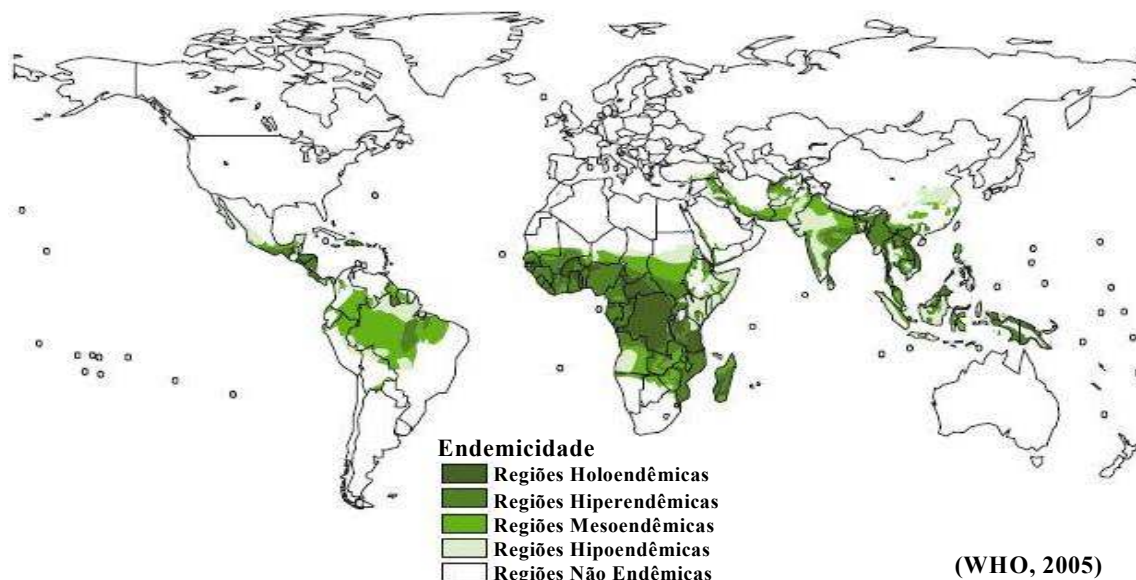 Endemicidade
Regiões Holoendêmicas
Regiões Hiperendêmicas
Regiões Mesoendêmicas
Regiões Hipoendêmicas
Regiões Não Endêmicas
(WHO, 2005)